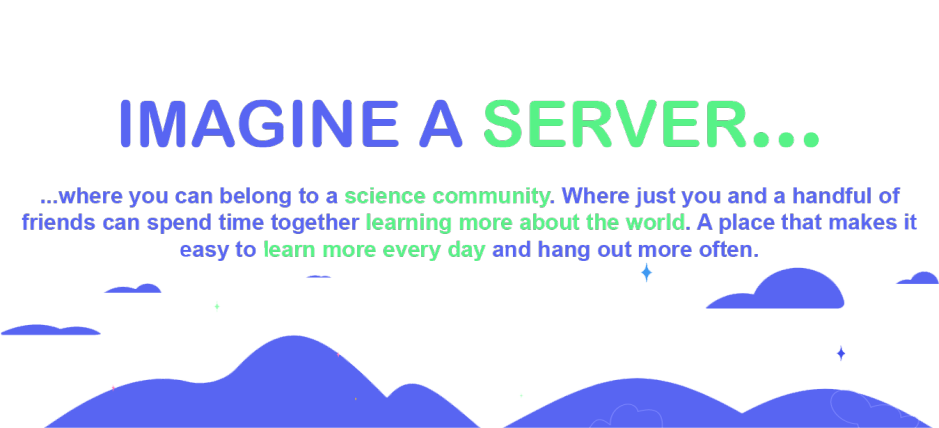 IMAGINE A SERVER...
...where you can belong to a science community. Where just you and a handful of
friends can spend time together learning more about the world. A place that makes it
easy to learn more every day and hang out more often.